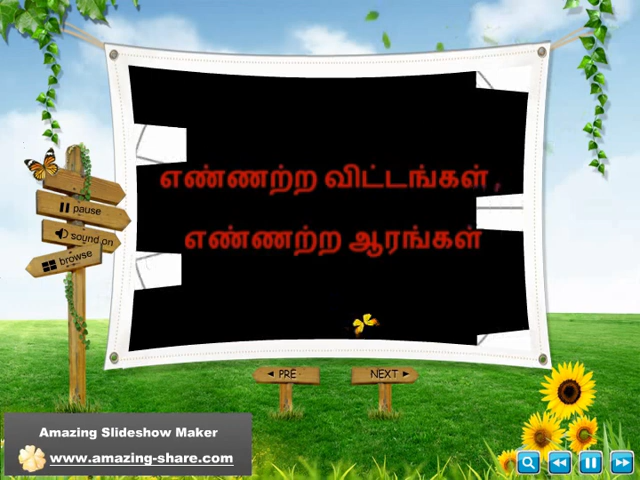 எண்ணற்ற விட்டங்கள் ,
எண்ணற்ற ஆரங்கள்
pause
sound on
browse
PRE
NEXT
Amazing Slideshow Maker
www.amazing-share.com